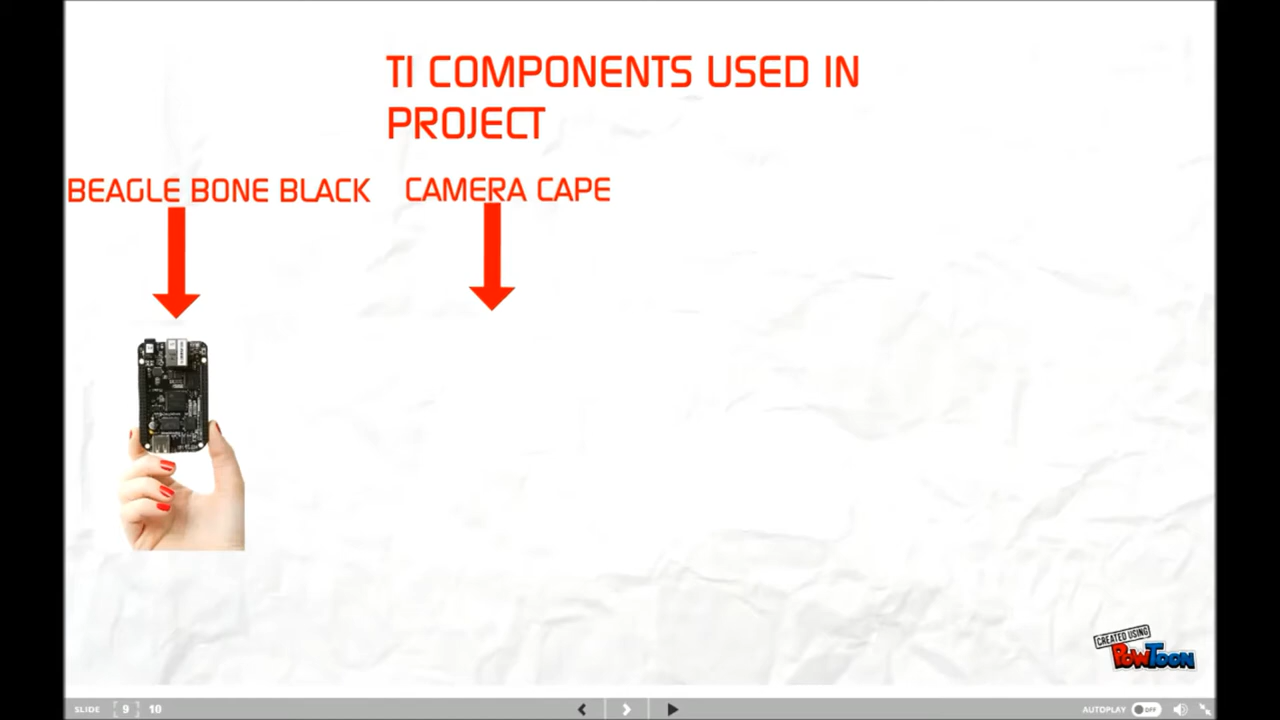 TI COMPONENTS USED IN
PROJECT
BEAGLE BONE BLACK
CAMERA CAPE
CREATED USING
POWTOON
SLIDE 9 10
AUTOPLAY OFF